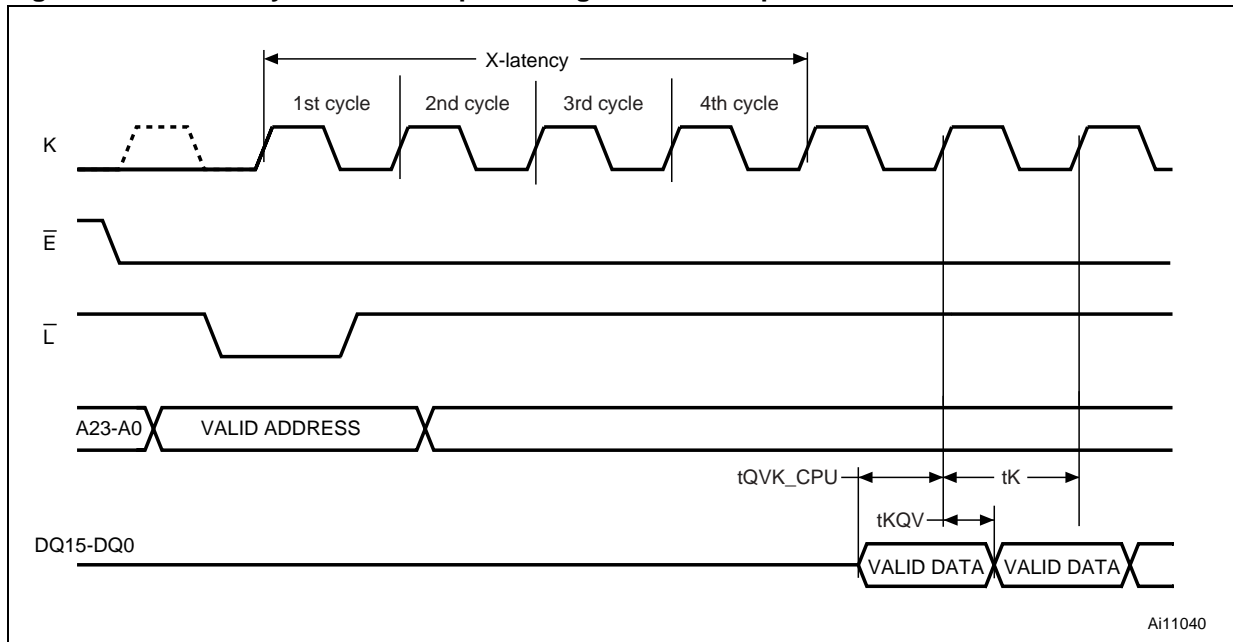 X-latency
1st cycle
2nd cycle
3rd cycle
4th cycle
K
E
L
A23-A0
VALID ADDRESS
tQVK_CPU
tK
tKQV
DQ15-DQ0
VALID DATA
VALID DATA
Ai11040